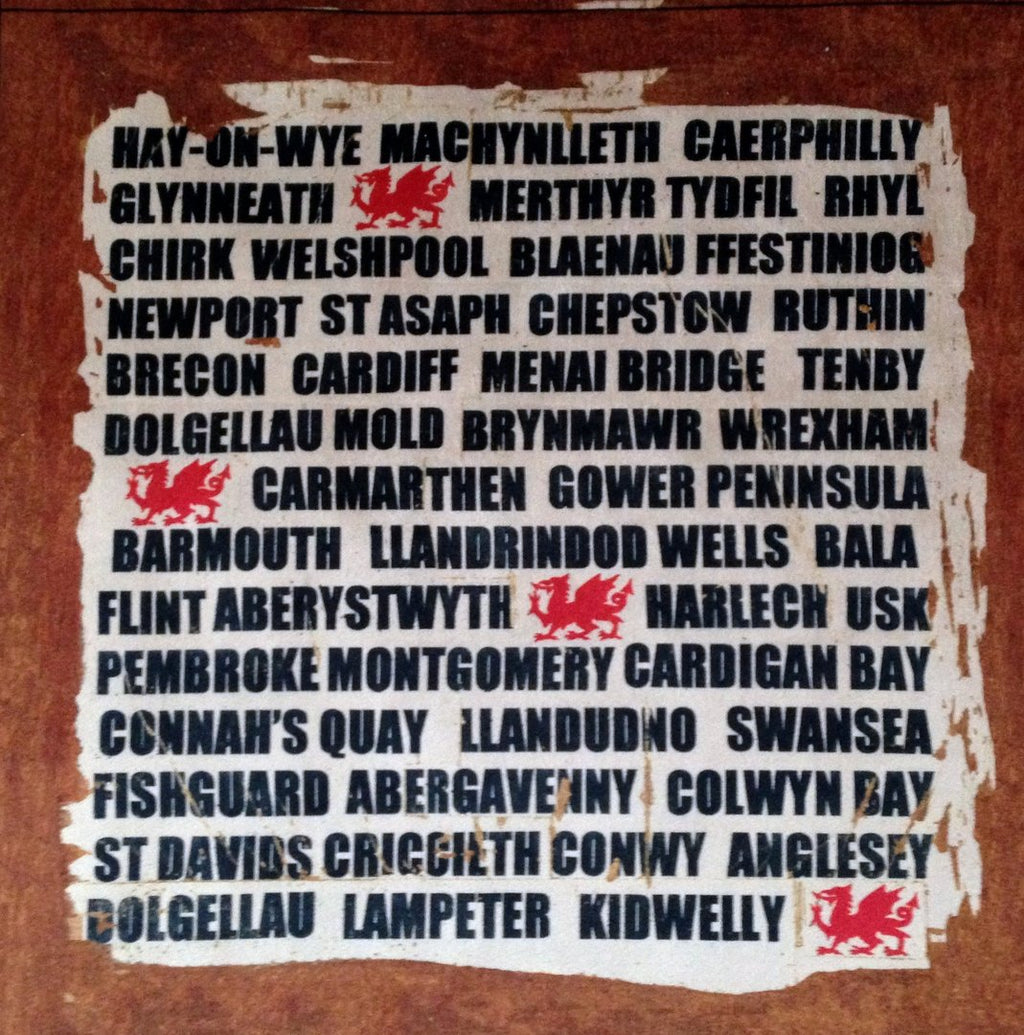 HAY-ON-WYE MACHYNLLETH CAERPHILLY
GLYNNEATH MERTHYR TYDFIL RHYL
CHIRK WELSHPOOL BLAENAU FFESTINIOG
NEWPORT ST ASAPH CHEPSTOW RUTHIN
BRECON CARDIFF MENAI BRIDGE TENBY
DOLGELLAU MOLD BRYNMAWR WREXHAM
CARMARTHEN GOWER PENINSULA
BARMOUTH LLANDRINDOD WELLS BALA
FLINT ABERYSTWYTH HARLECH USK
PEMBROKE MONTGOMERY CARDIGAN BAY
CONNAH'S QUAY LLANDUDNO SWANSEA
FISHGUARD ABERGAVENNY COLWYN BAY
ST DAVIDS CRICCIETH CONWY ANGLESEY
DOLGELLAU LAMPETER KIDWELLY